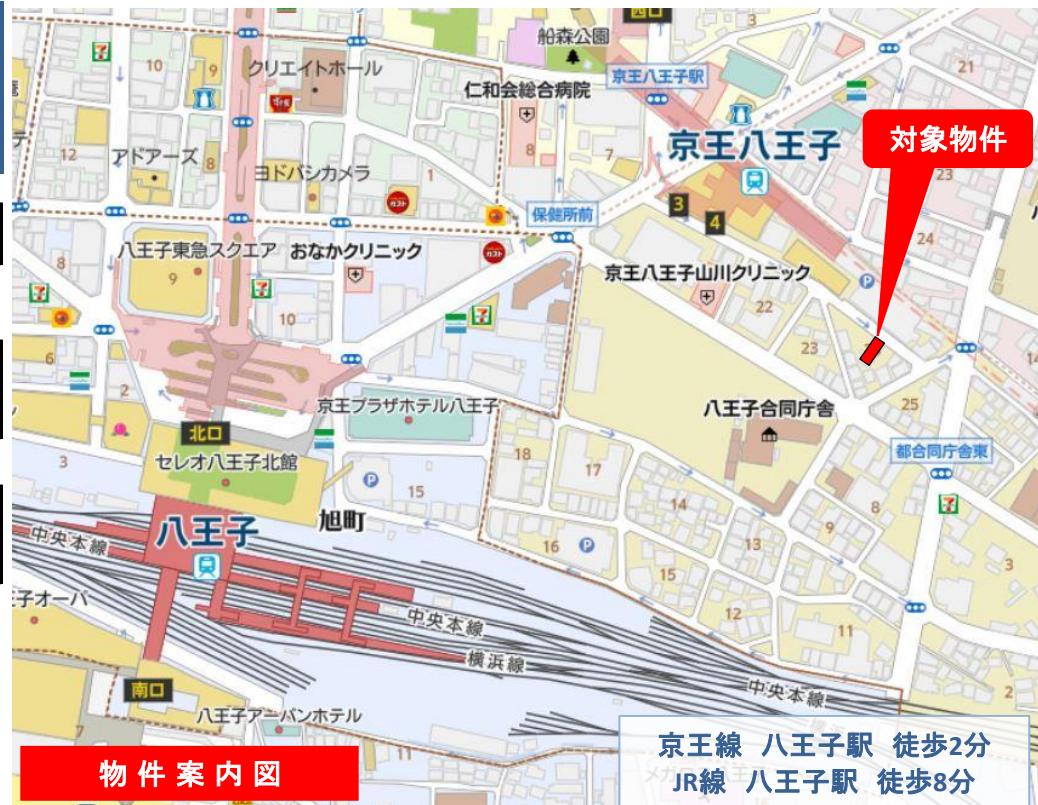 西口
3
船森公園
10
9
クリエイトホール
京王八王子駅
21
仁和会総合病院
対象物件
京王八王子
12
アドアーズ
8
8
7
ヨドバシカメラ
1
23
3
保健所前
4
24
八王子東急スクエア
おなかクリニック
京王八王子山川クリニック
8
9
22
10
23
6
2
京王プラザホテル八王子
八王子合同庁舎
25
北口
3
セレオ八王子北館
18
17
都合同庁舎東
15
14
8
旭町
9
八王子
中央本線
16
13
15
3
中央本線
12
11
横浜線
中央本線
南口
2
八王子アーバンホテル
7
11
京王線 八王子駅 徒歩2分
JR線 八王子駅 徒歩8分
物件案内図